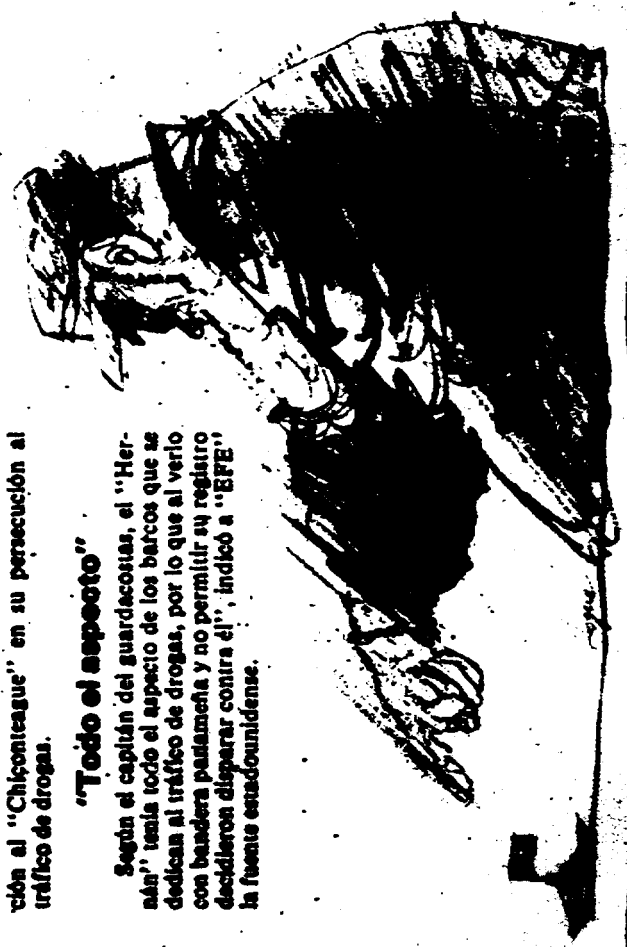 ción al "Chiconteague" en su persecución al
tráfico de drogas.
"Todo el aspecto"
Según el capitán del guardacostas, el "Her-
nán" tenía todo el aspecto de los barcos que se
dedican al tráfico de drogas, por lo que al verlo
con bandera panameña y no permitir su registro
decidieron disparar contra él", indicó a "EFE"
la fuente estadounidense.